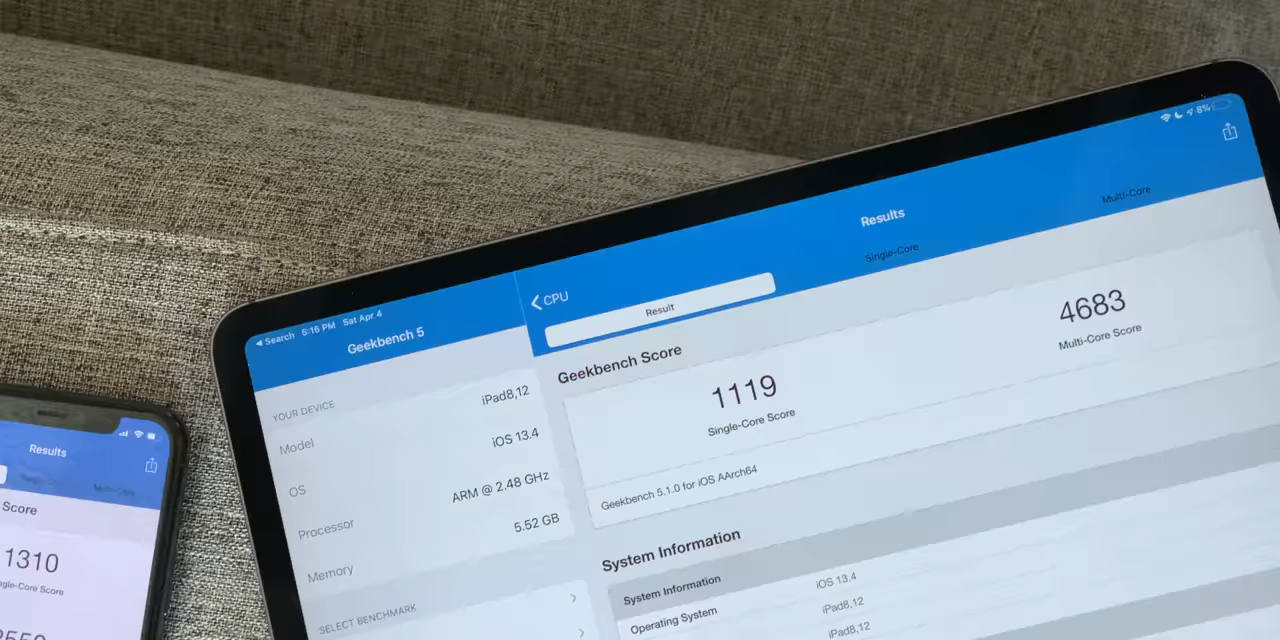 Results
Score
1310
gle-Core Score
Search 5:16 PM Sat Apr 4
Geekbench 5
YOUR DEVICE
Model iPad8,12
OS iOS 13.4
Processor ARM @ 2.48 GHz
Memory 5.52 GB
SELECT BENCHMARK
8%
CPU
Results
Result
Single-Core
Multi-Core
Geekbench Score
1119
Single-Core Score
4683
Multi-Core Score
Geekbench 5.1.0 for iOS AArch64
System Information
System Information
Operating System iOS 13.4
iPad8,12
iPad8,12